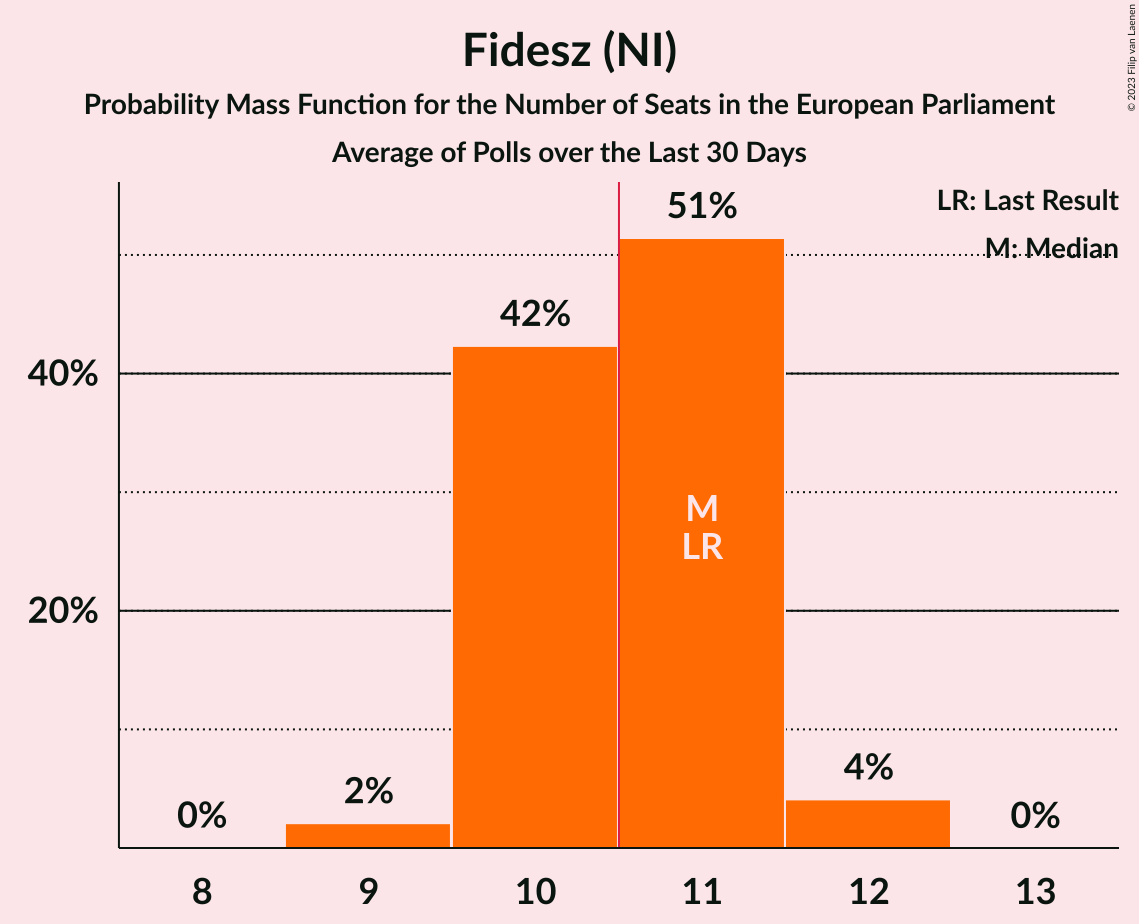 Fidesz (NI)
Probability Mass Function for the Number of Seats in the European Parliament
Average of Polls over the Last 30 Days
© 2023 Filip van Laenen
LR: Last Result
M: Median
51%
42%
40%
M
LR
20%
4%
2%
0%
0%
8
9
10
11
12
13